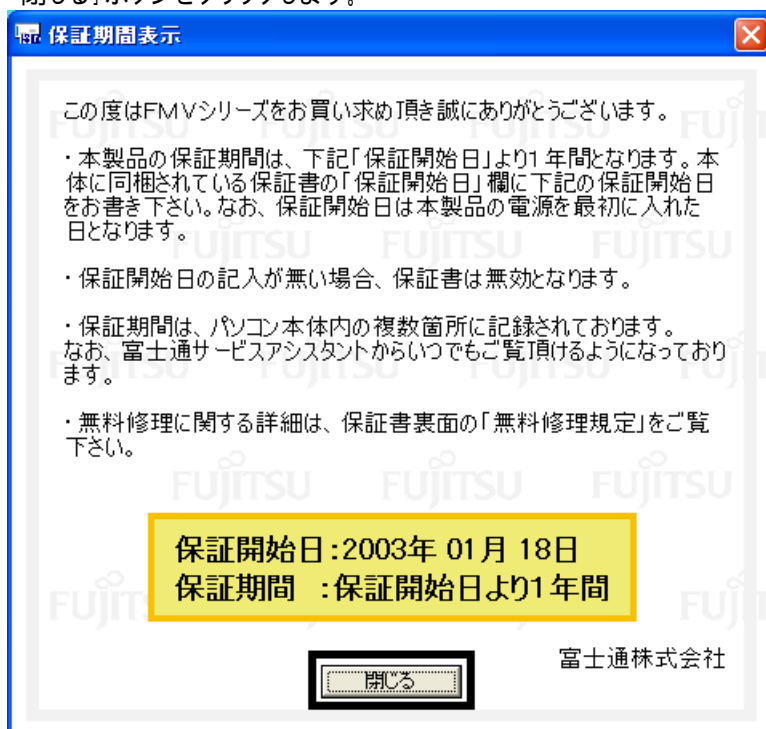 閉じる」ボタンをクリックします。
保証期間表示
この度はFMVシリーズをお買い求め頂き誠にありがとうございます。
・本製品の保証期間は、下記「保証開始日」より1年間となります。本
体に同梱されている保証書の「保証開始日」欄に下記の保証開始日
をお書き下さい。なお、保証開始日は本製品の電源を最初に入れた
日となります。
・保証開始日の記入が無い場合、保証書は無効となります。
・保証期間は、パソコン本体内の複数箇所に記録されております。
なお、富士通サービスアシスタントからいつでもご覧頂けるようになっており
ます。
・無料修理に関する詳細は、保証書裏面の「無料修理規定」をご覧
下さい。
FUJITSU FUJITSU FUJITSU
保証開始日:2003年 01月 18日
保証期間 :保証開始日より1年間
富士通株式会社
閉じる